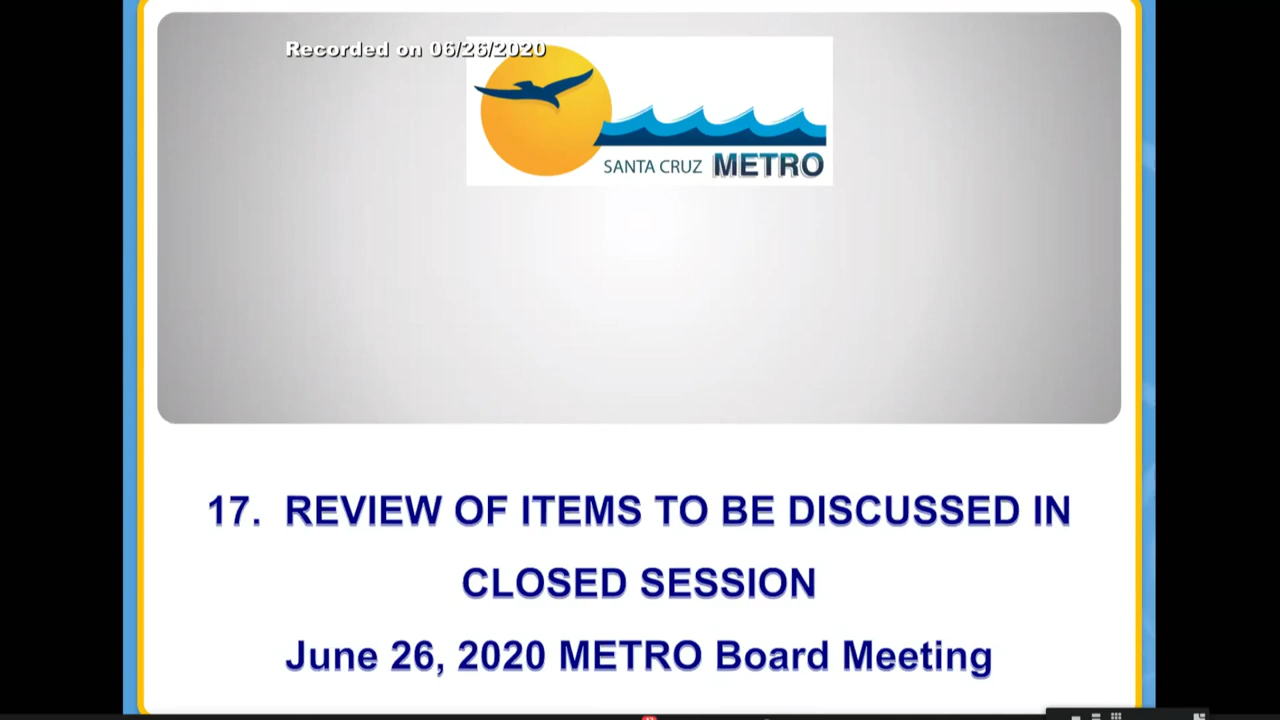 Recorded on 06/26/2020
SANTA CRUZ METRO
17. REVIEW OF ITEMS TO BE DISCUSSED IN
CLOSED SESSION
June 26, 2020 METRO Board Meeting